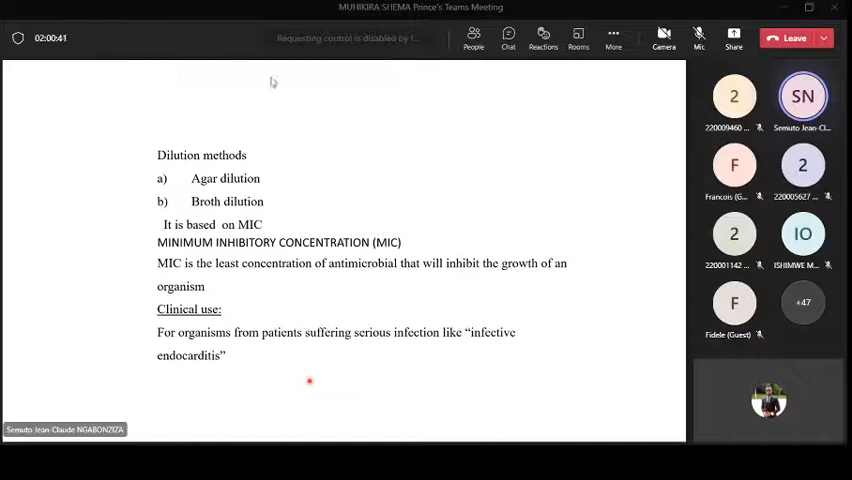 MUHIKIRA SHEMA Prince's Teams Meeting
02:00:41
Requesting control is disabled by t...
People
Chat
Reactions
Rooms
More
Camera
Mic
Share
Leave
Dilution methods
a) Agar dilution
b) Broth dilution
It is based on MIC
MINIMUM INHIBITORY CONCENTRATION (MIC)
MIC is the least concentration of antimicrobial that will inhibit the growth of an
organism
Clinical use:
For organisms from patients suffering serious infection like “infective
endocarditis”
Semuto Jean-Claude NGABONZIZA
2
220009460 ...
SN
Semuto Jean-Cl...
F
Francois (G...
2
220005627 ...
2
220001142 ...
IO
ISHIMWE M...
F
Fidele (Guest)
+47